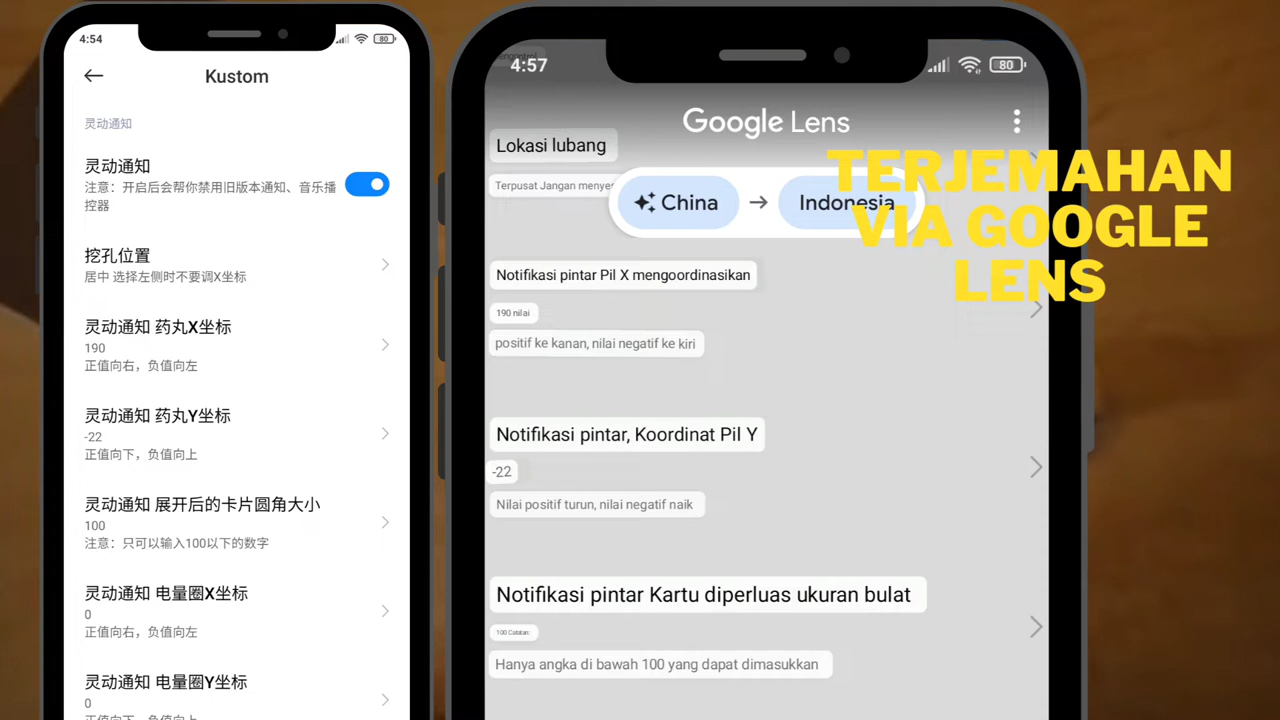 4:54
80
Kustom
灵动通知
灵动通知
注意：开启后会帮你禁用旧版本通知、音乐播
控器
挖孔位置
居中 选择左侧时不要调X坐标
灵动通知 药丸X坐标
190
正值向右，负值向左
灵动通知 药丸Y坐标
-22
正值向下，负值向上
灵动通知 展开后的卡片圆角大小
100
注意：只可以输入100以下的数字
灵动通知 电量圈X坐标
0
正值向右，负值向左
灵动通知 电量圈Y坐标
0
正值向下，负值向上
4:57
80
Google Lens
Lokasi lubang
Terpusat Jangan
China → Indonesia
Notifikasi pintar Pil X mengoordinasikan
190 nilai
positif ke kanan, nilai negatif ke kiri
Notifikasi pintar, Koordinat Pil Y
-22
Nilai positif turun, nilai negatif naik
Notifikasi pintar Kartu diperluas ukuran bulat
100 Catatan:
Hanya angka di bawah 100 yang dapat dimasukkan
TERJEMAHAN
VIA GOOGLE
LENS